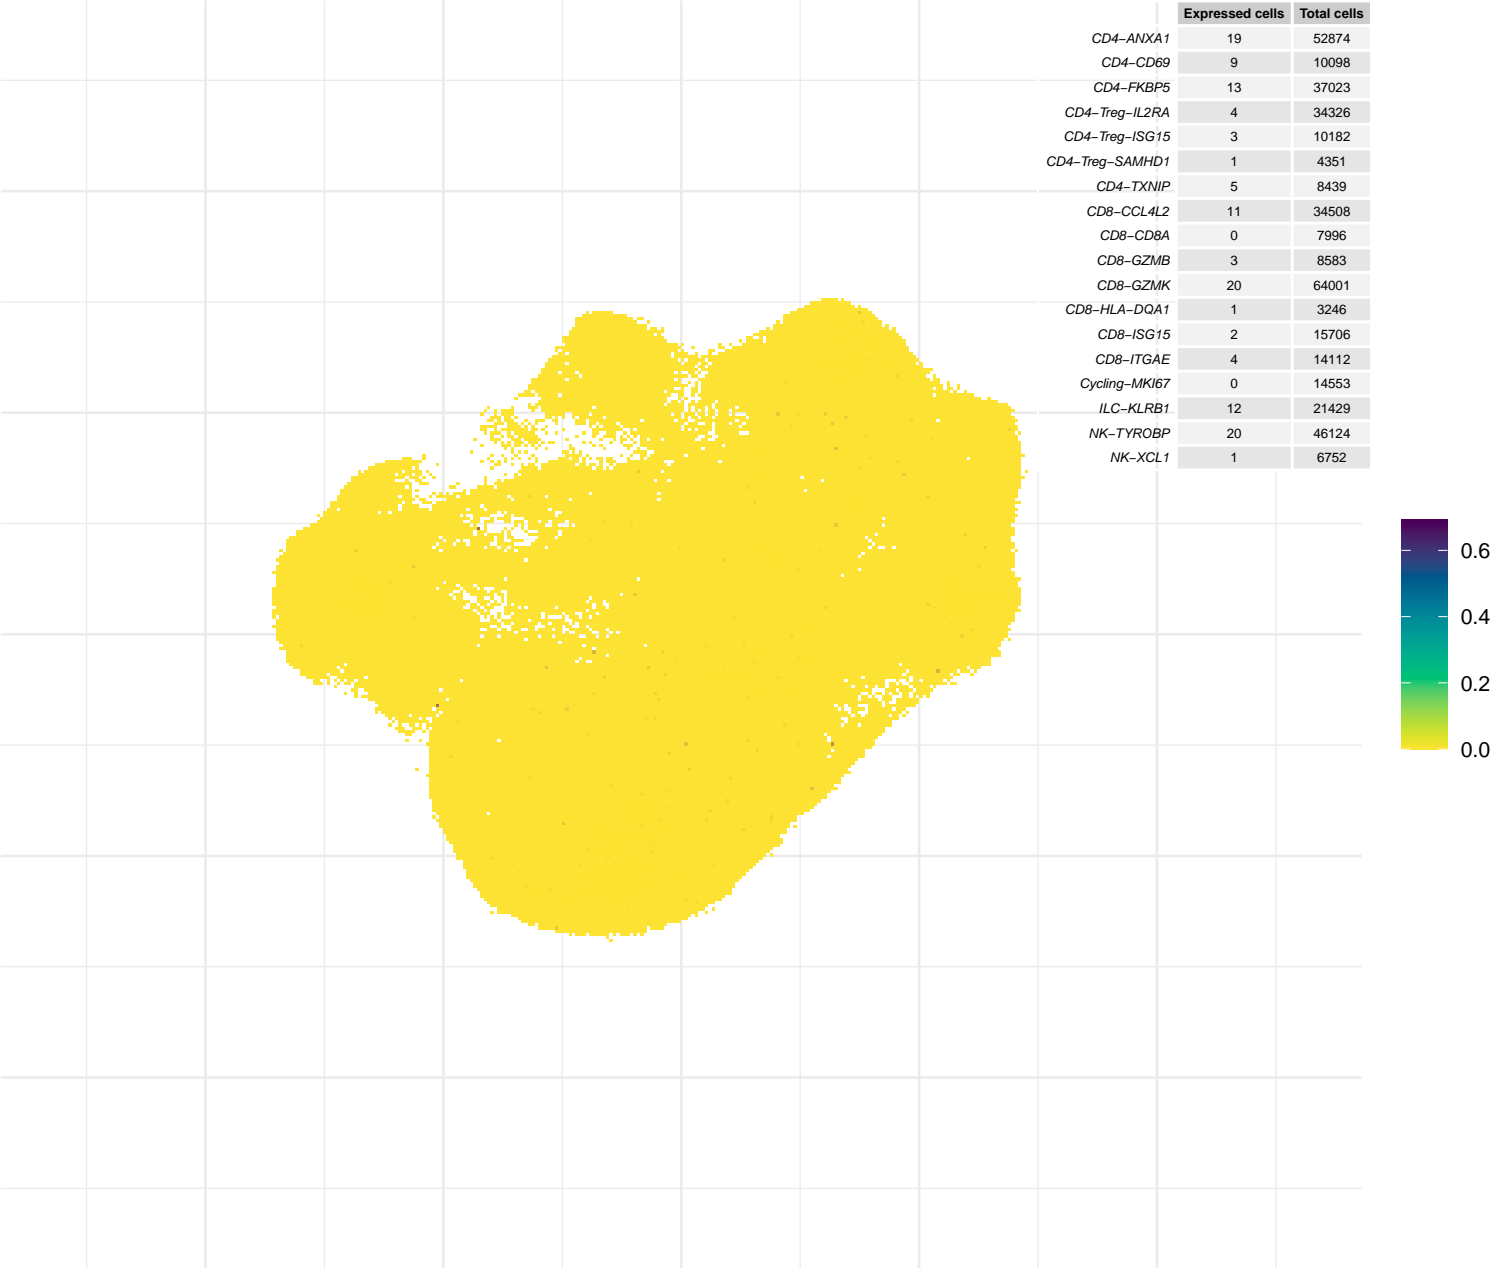 Expressed cells Total cells
CD4−ANXA1 19 52874
CD4−CD69 9 10098
CD4−FKBP5 13 37023
CD4−Treg−IL2RA 4 34326
CD4−Treg−ISG15 3 10182
CD4−Treg−SAMHD1 1 4351
CD4−TXNIP 5 8439
CD8−CCL4L2 11 34508
CD8−CD8A 0 7996
CD8−GZMB 3 8583
CD8−GZMK 20 64001
CD8−HLA−DQA1 1 3246
CD8−ISG15 2 15706
CD8−ITGAE 4 14112
Cycling−MKI67 0 14553
ILC−KLRB1 12 21429
NK−TYROBP 20 46124
NK−XCL1 1 6752
0.6
0.4
0.2
0.0